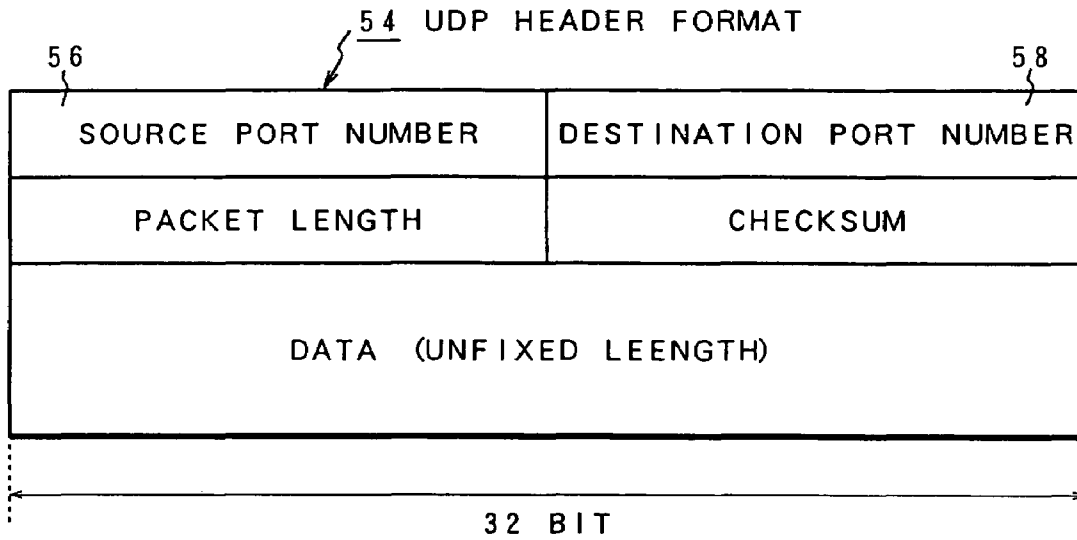 54 UDP HEADER FORMAT
56
58
SOURCE PORT NUMBER
DESTINATION PORT NUMBER
PACKET LENGTH
CHECKSUM
DATA (UNFIXED LEENGTH)
32 BIT